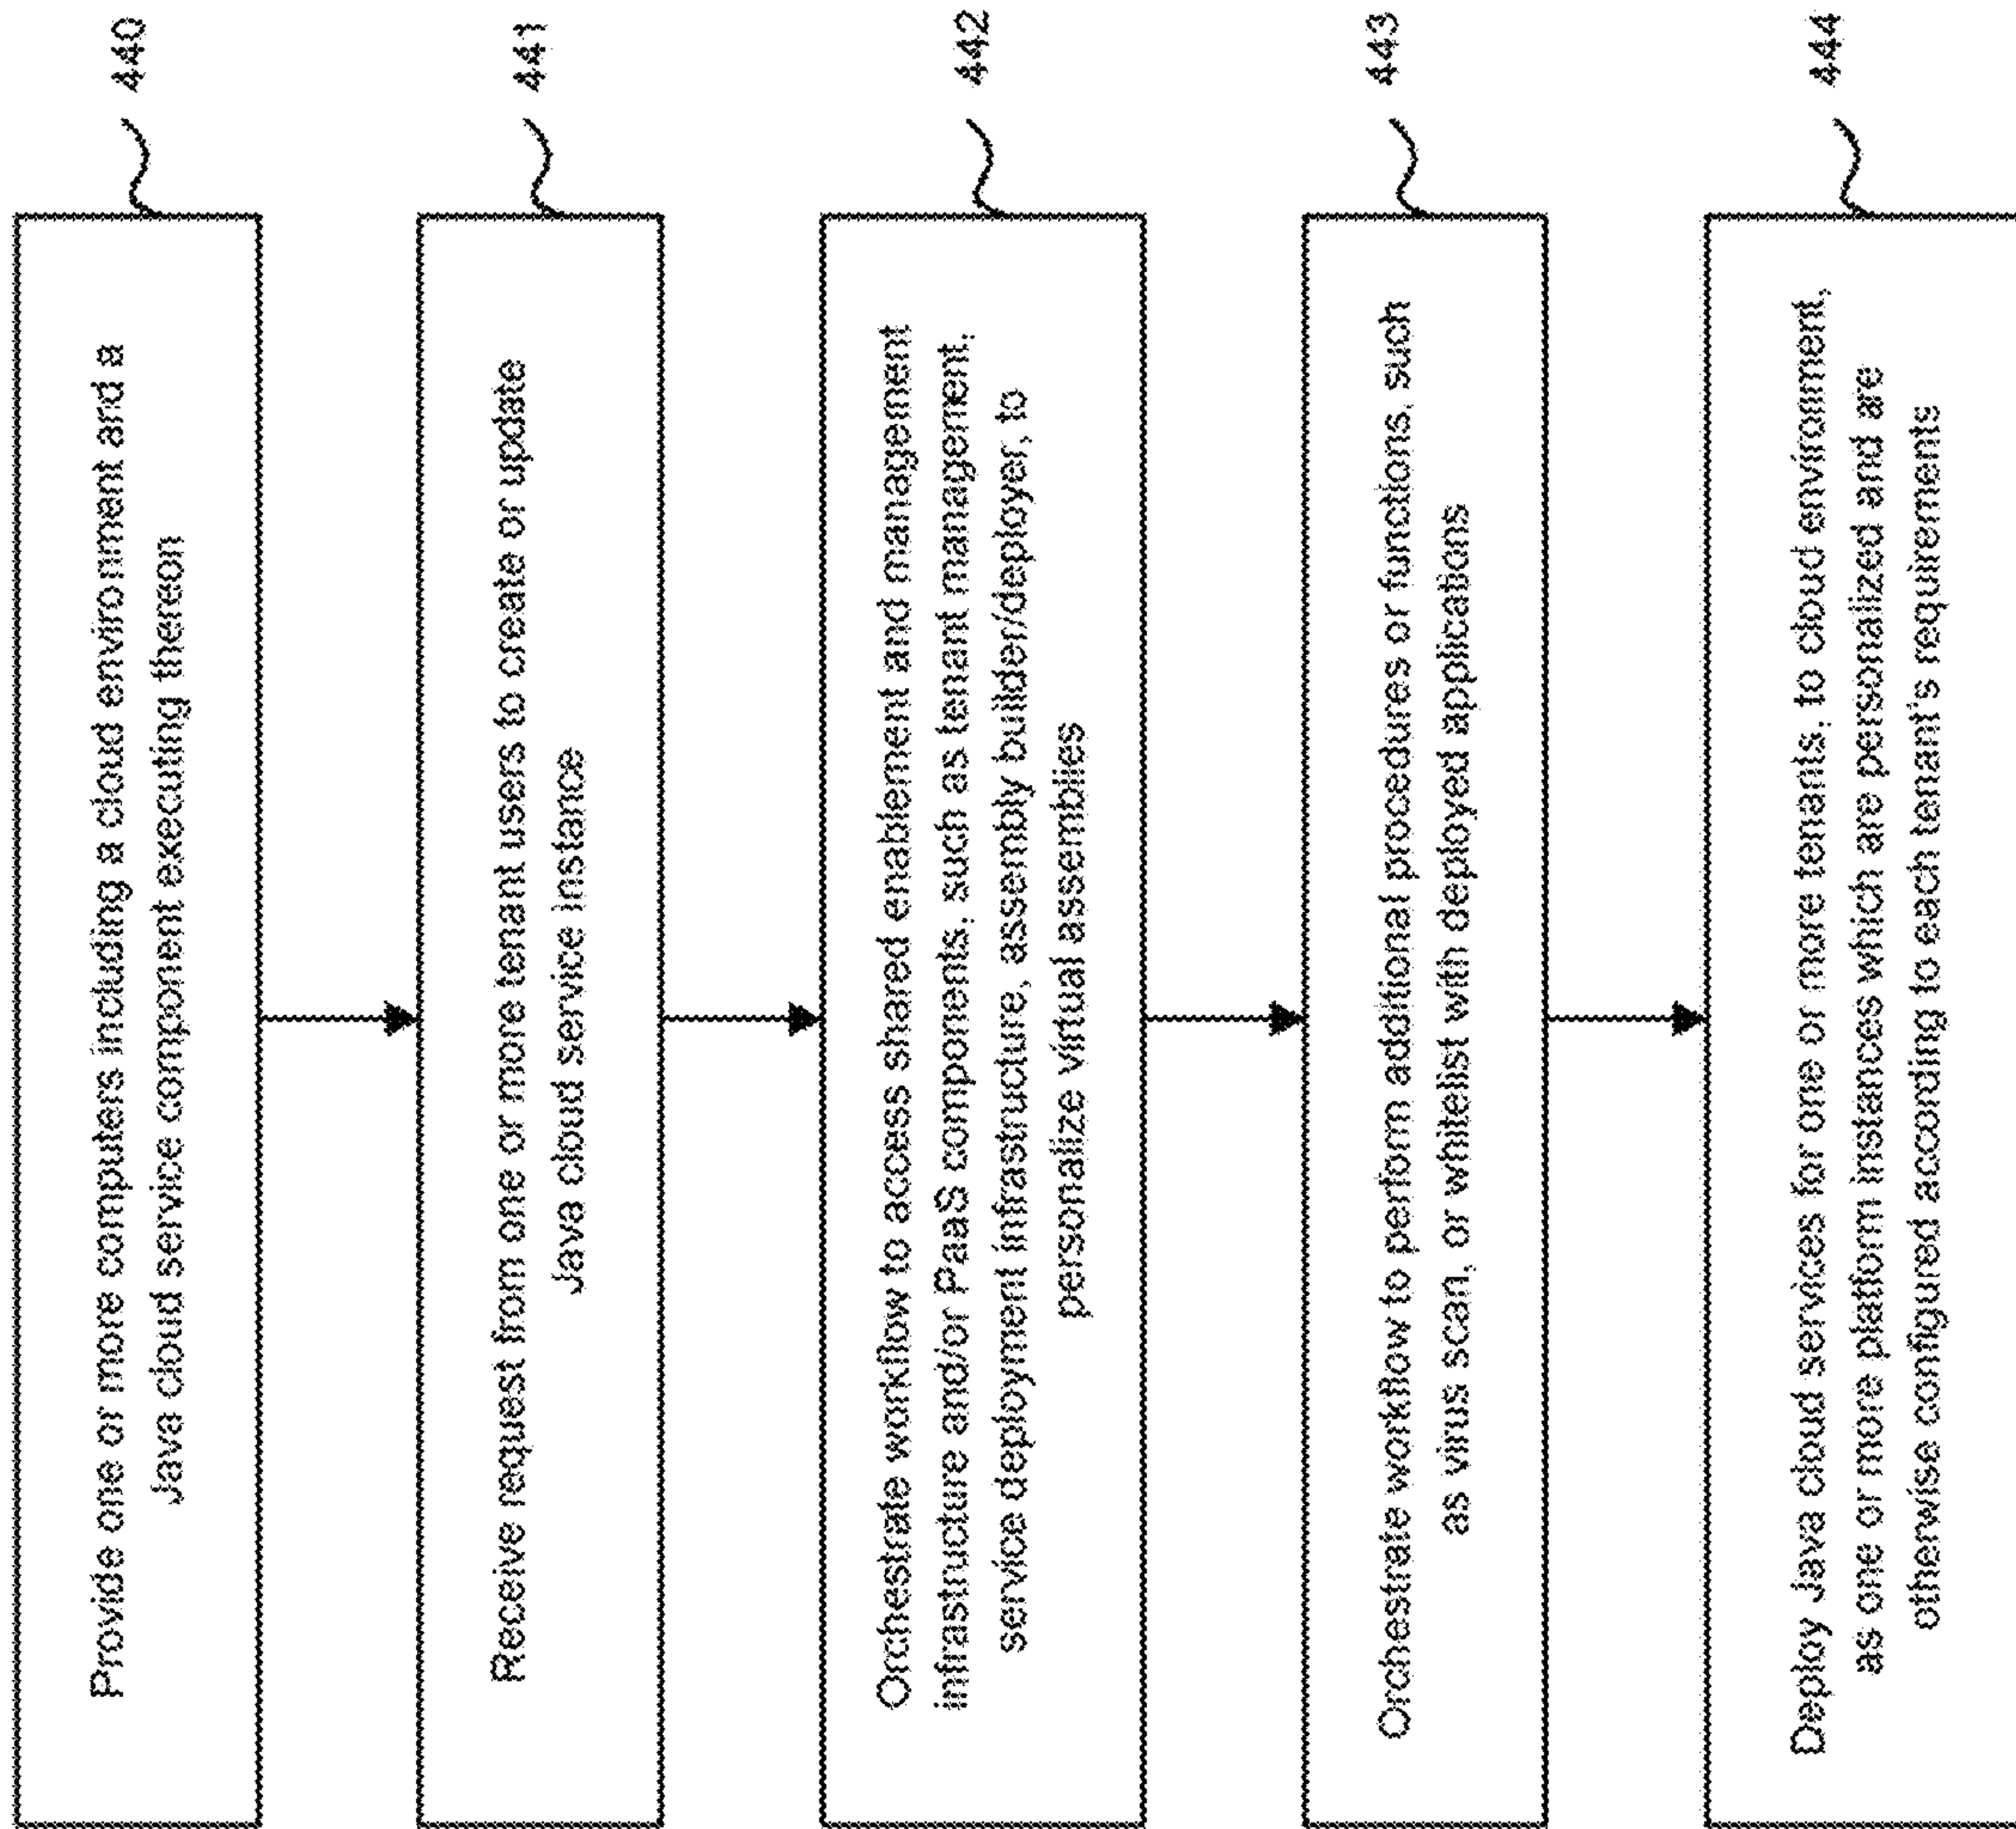 Provide one or more computers including a cloud environment and a
Java cloud service component executing thereon
440
Receive request from one or more tenant users to create or update
Java cloud service instance
441
Orchestrate workflow to access shared enablement and management
infrastructure and/or PaaS components, such as tenant management,
service deployment infrastructure, assembly builder/deployer, to
personalize virtual assemblies
442
Orchestrate workflow to perform additional procedures or functions, such
as virus scan, or whitelist with deployed applications
443
Deploy Java cloud services for one or more tenants, to cloud environment,
as one or more platform instances which are personalized and are
otherwise configured according to each tenant's requirements
444